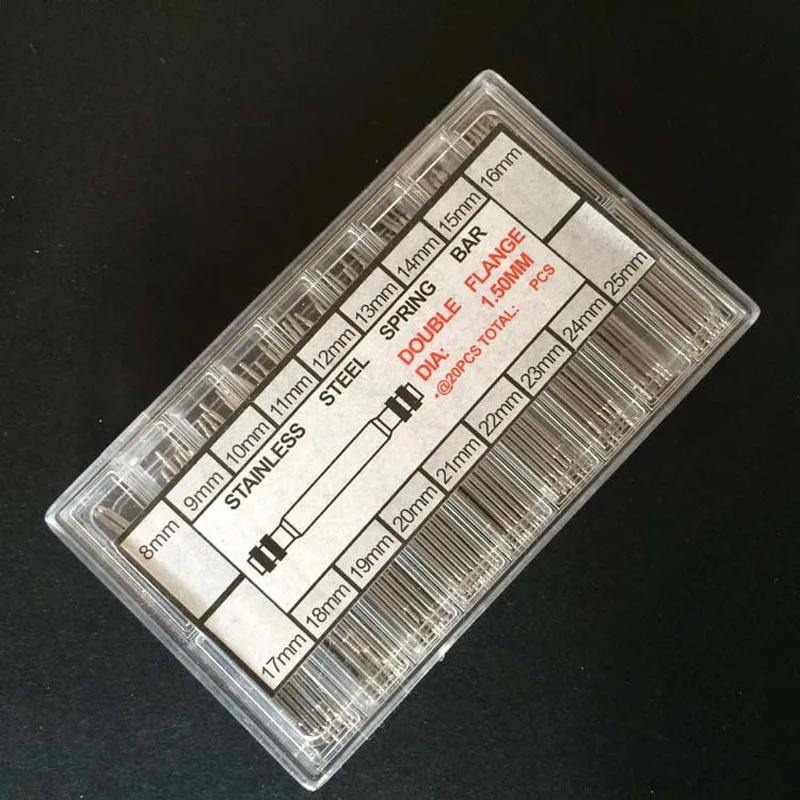 8mm 9mm 10mm 11mm 12mm 13mm 14mm 15mm 16mm
STAINLESS STEEL SPRING BAR
DOUBLE FLANGE
DIA: 1.50MM
.@20PCS TOTAL: PCS
17mm 18mm 19mm 20mm 21mm 22mm 23mm 24mm 25mm